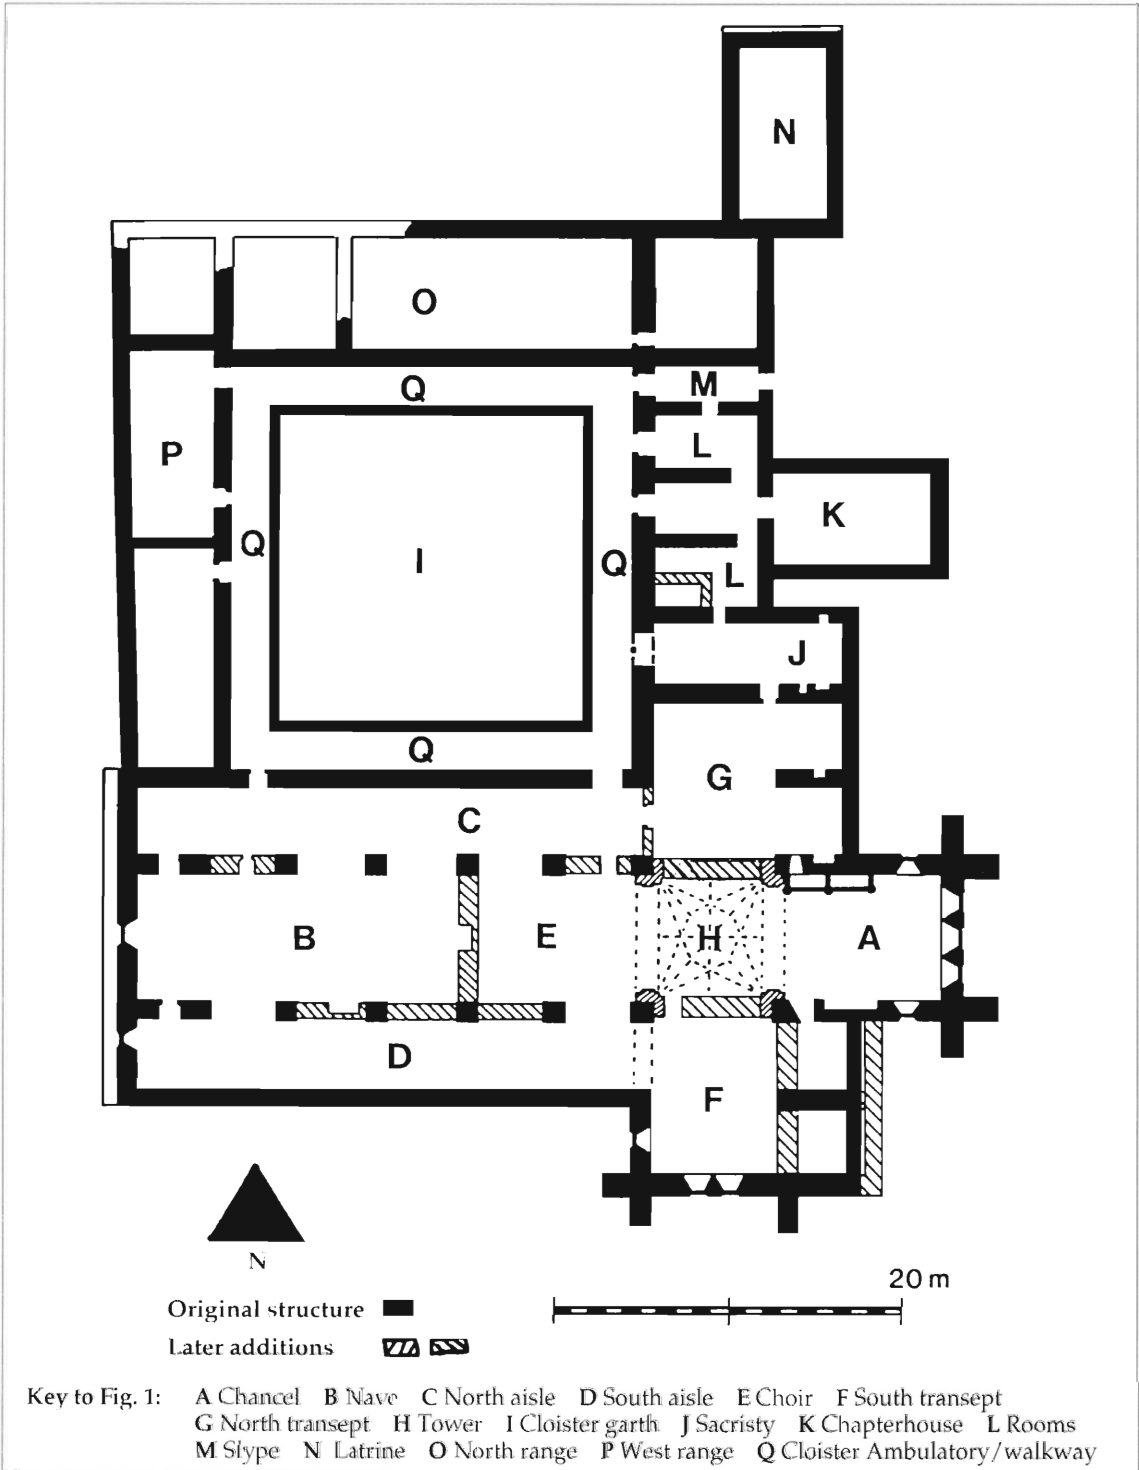 N
O
Q
M
P
L
K
Q
I
Q
L
J
Q
G
C
B
E
H
A
D
F
N
20 m
Original structure
Later additions
Key to Fig. 1: A Chancel B Nave C North aisle D South aisle E Choir F South transept
G North transept H Tower I Cloister garth J Sacristy K Chapterhouse L Rooms
M Slype N Latrine O North range P West range Q Cloister Ambulatory/walkway